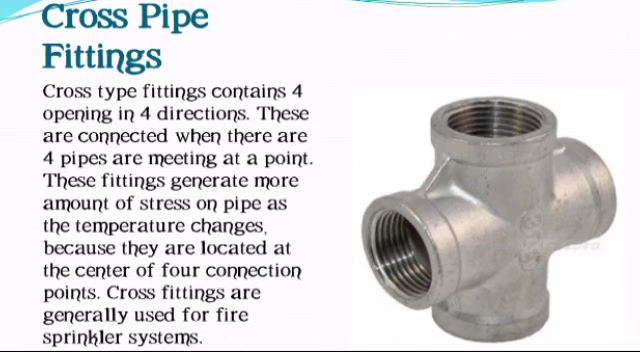 Cross Pipe
Fittings
Cross type fittings contains 4
opening in 4 directions. These
are connected when there are
4 pipes are meeting at a point.
These fittings generate more
amount of stress on pipe as
the temperature changes,
because they are located at
the center of four connection
points. Cross fittings are
generally used for fire
sprinkler systems.